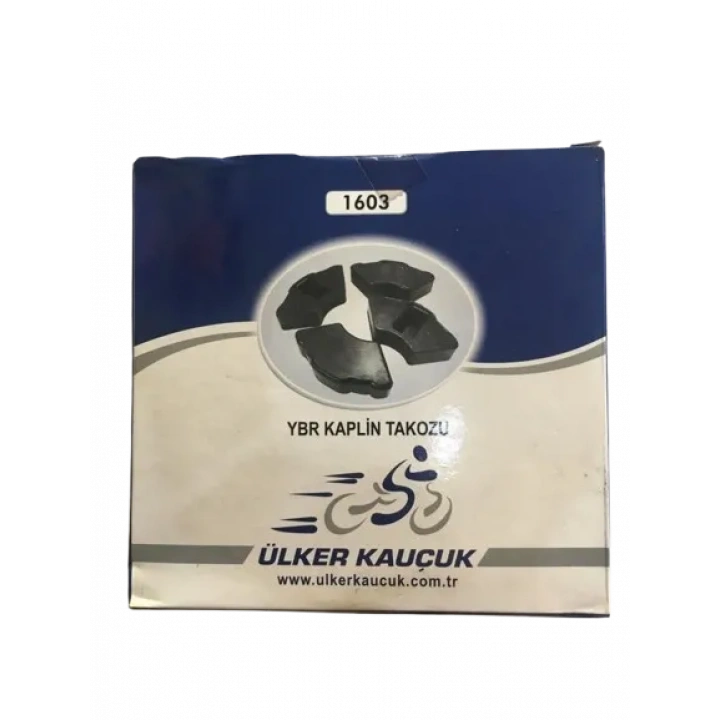 1603
YBR KAPLİN TAKOZU
ÜLKER KAUÇUK
www.ulkerkaucuk.com.tr